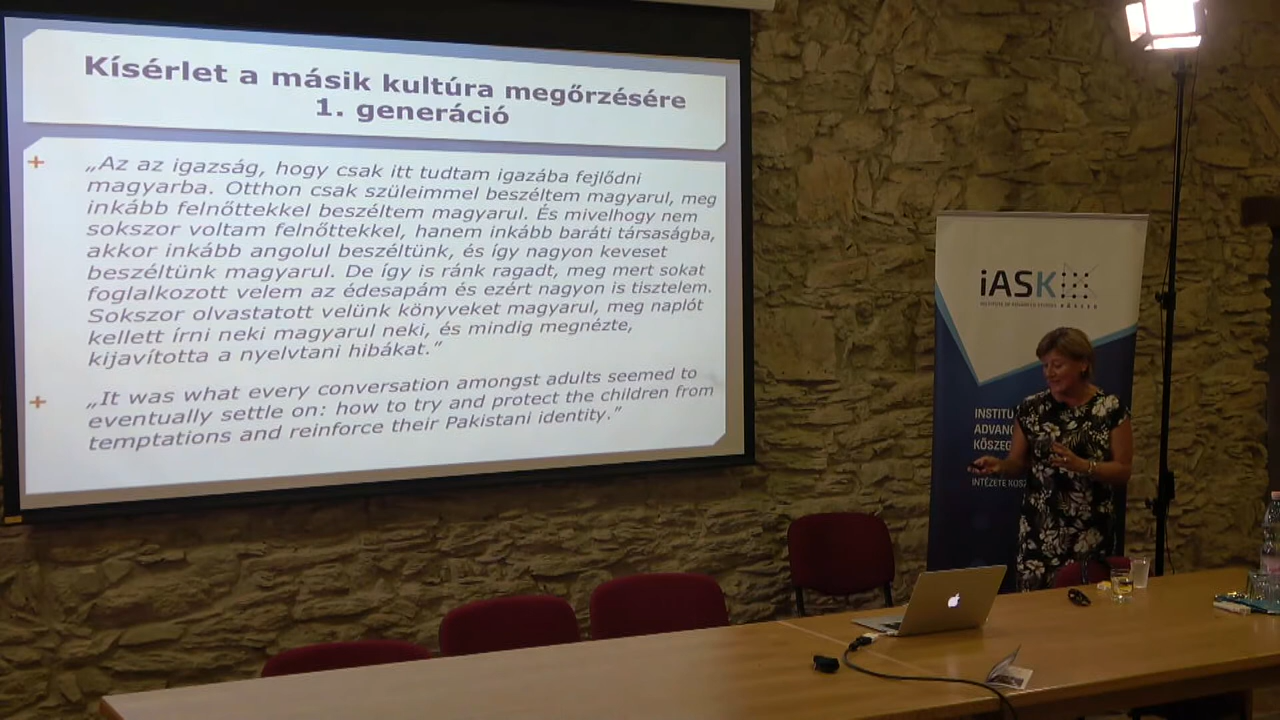 Kísérlet a másik kultúra megőrzésére
1. generáció
„Az az igazság, hogy csak itt tudtam igazába fejlődni
magyarba. Otthon csak szüleimmel beszéltem magyarul, meg
inkább felnőttekkel beszéltem magyarul. És mivelhogy nem
sokszor voltam felnőttekkel, hanem inkább baráti társaságba,
akkor inkább angolul beszéltünk, és így nagyon keveset
beszéltünk magyarul. De így is ránk ragadt, meg mert sokat
foglalkozott velem az édesapám és ezért nagyon is tisztelem.
Sokszor olvastatott velünk könyveket magyarul, meg naplót
kellett írni neki magyarul neki, és mindig megnézte,
kijavította a nyelvtani hibákat.”
„It was what every conversation amongst adults seemed to
eventually settle on: how to try and protect the children from
temptations and reinforce their Pakistani identity.”
iASK
INSTITUTE OF ADVANCED STUDIES
KŐSZEG
INSTITU
ADVANC
KŐSZEG
INTÉZETE KŐSZ